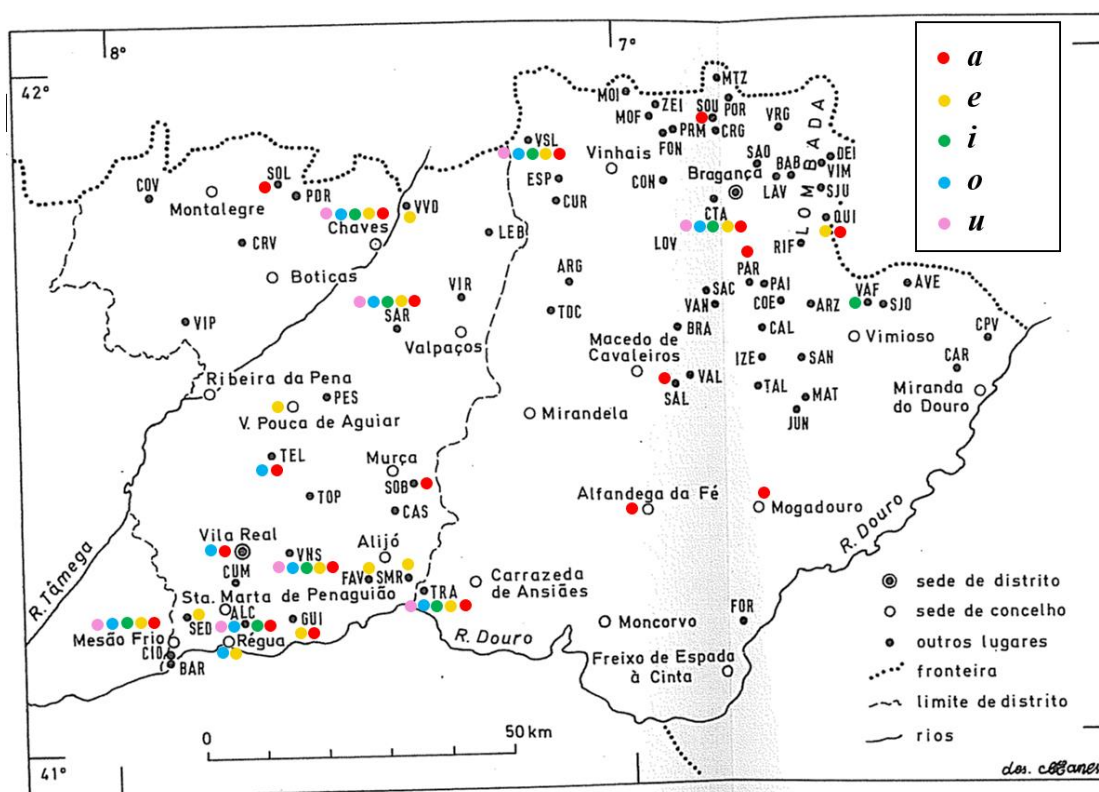 8°
7°
42°
a
e
i
o
u
MTZ
MOI
ZEI
POR
MOF
SOU
VRG
PRM
CRG
FON
LOMBADA
VSL
Vinhais
SAO
BAB
DEI
VIM
ESP
CON
Bragança
LAV
SJU
COV
SOL
Montalegre
PDR
CUR
CTA
QUI
VVD
Chaves
LEB
LOV
RIF
CRV
Boticas
ARG
PAR
VIR
SAC
PAI
VAF
AVE
SAR
TOC
VAN
COE
ARZ
SJO
VIP
Valpaços
BRA
CAL
Vimioso
CPV
Macedo de
Cavaleiros
IZE
SAN
CAR
Ribeira da Pena
VAL
SAL
TAL
MAT
Miranda
do Douro
PES
Mirandela
JUN
V. Pouca de Aguiar
TEL
Murça
SOB
TOP
CAS
Alfandega da Fé
Mogadouro
R. Douro
R. Tâmega
Vila Real
VNS
Alijó
CUM
FAV
SMR
Carrazeda
de Ansiães
Sta. Marta de Penaguião
TRA
SED
ALC
GUI
Mesão Frio
Régua
R. Douro
Moncorvo
FOR
CID
BAR
Freixo de Espada
à Cinta
sede de distrito
sede de concelho
outros lugares
fronteira
limite de distrito
rios
0
50 km
41°
des.